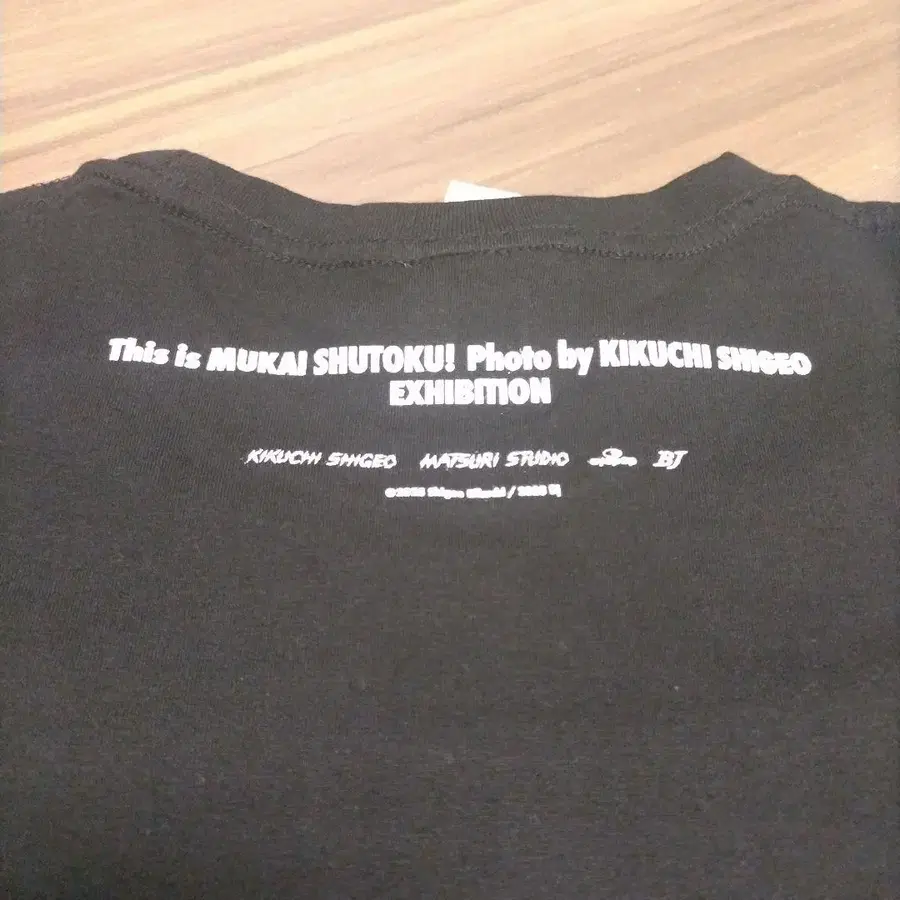 This is MUKAI SHUTOKU! Photo by KIKUCHI SHIGEO
EXHIBITION
KIKUCHI SHIGEO MATSURI STUDIO BJ